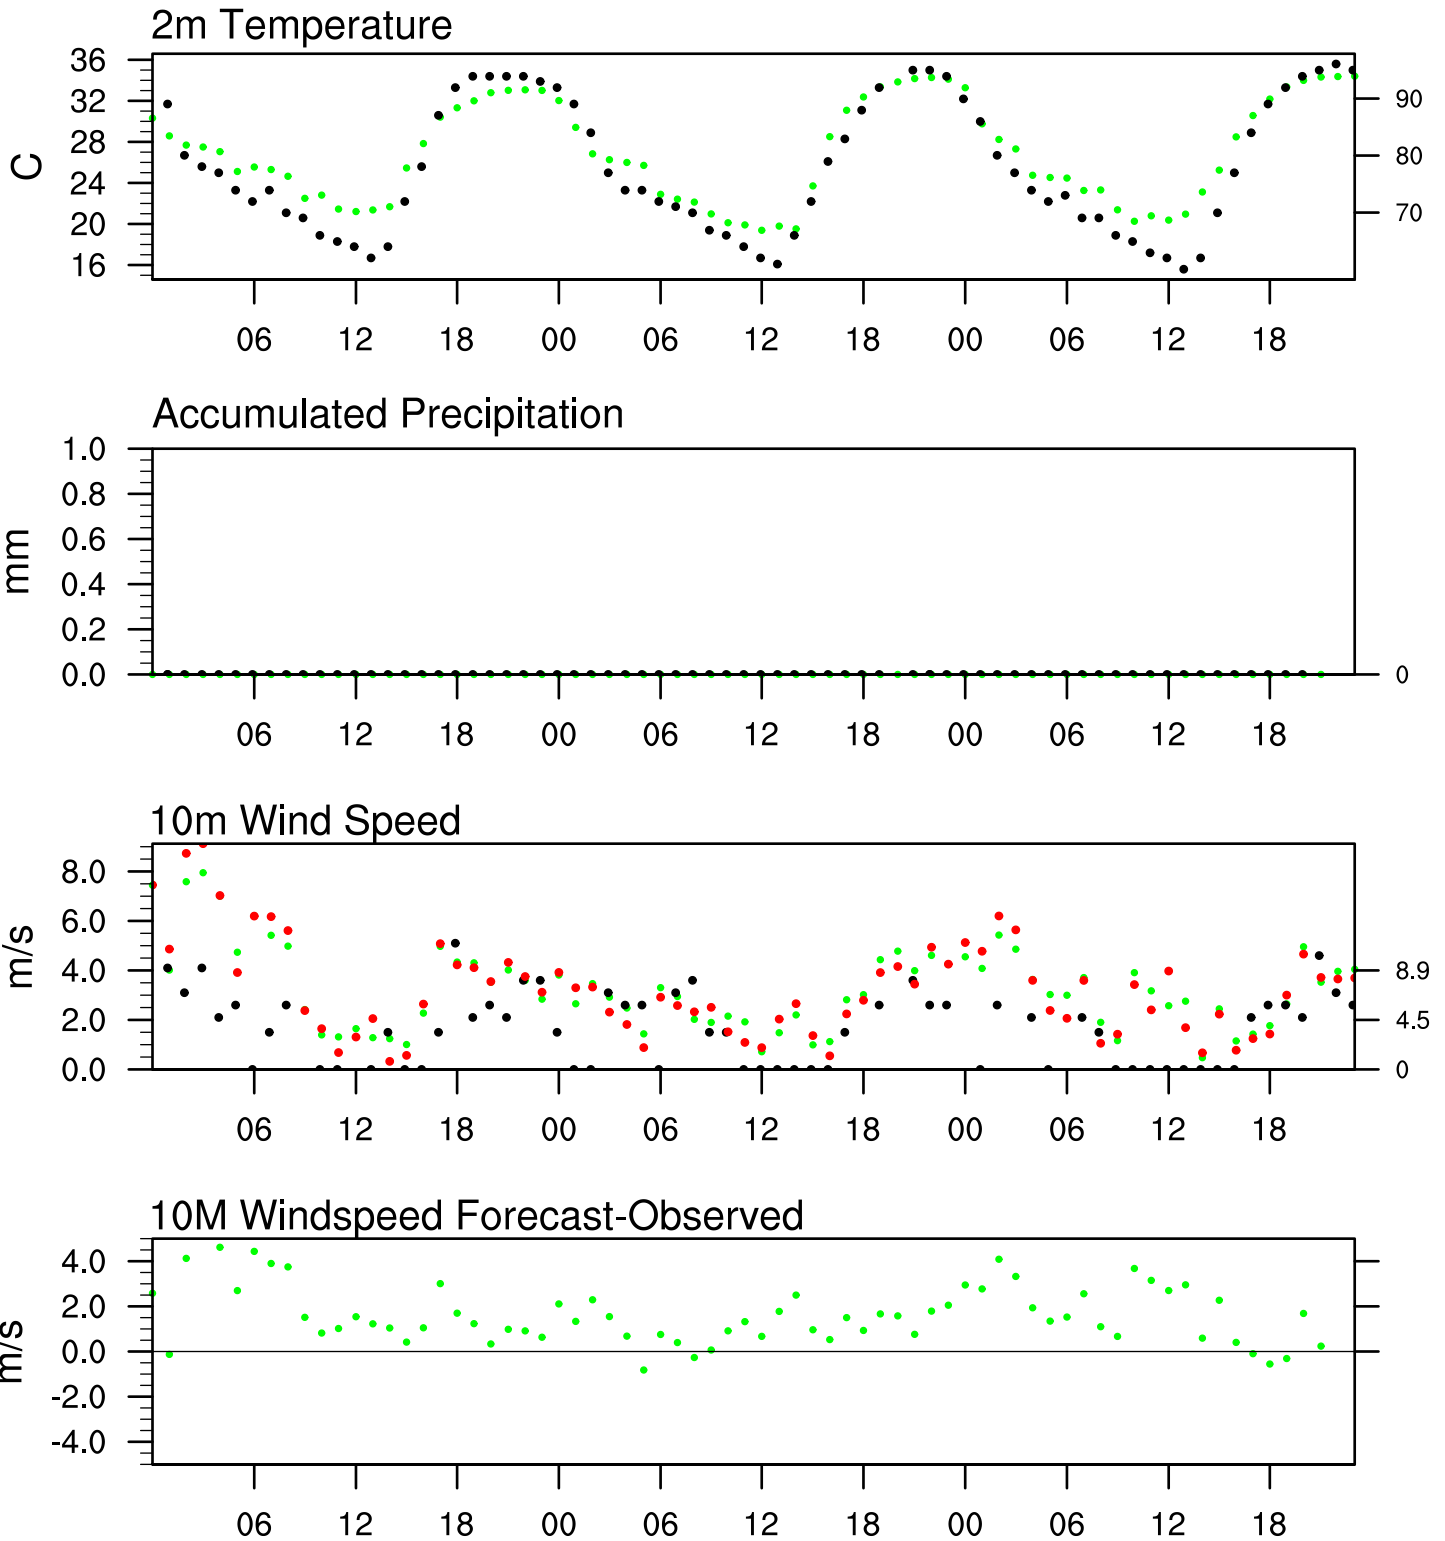 2m Temperature
36
32
28
24
20
16
C
90
80
70
06 12 18 00 06 12 18 00 06 12 18
Accumulated Precipitation
1.0
0.8
0.6
0.4
0.2
0.0
mm
0
06 12 18 00 06 12 18 00 06 12 18
10m Wind Speed
8.0
6.0
4.0
2.0
0.0
m/s
8.9
4.5
0
06 12 18 00 06 12 18 00 06 12 18
10M Windspeed Forecast-Observed
4.0
2.0
0.0
-2.0
-4.0
m/s
06 12 18 00 06 12 18 00 06 12 18